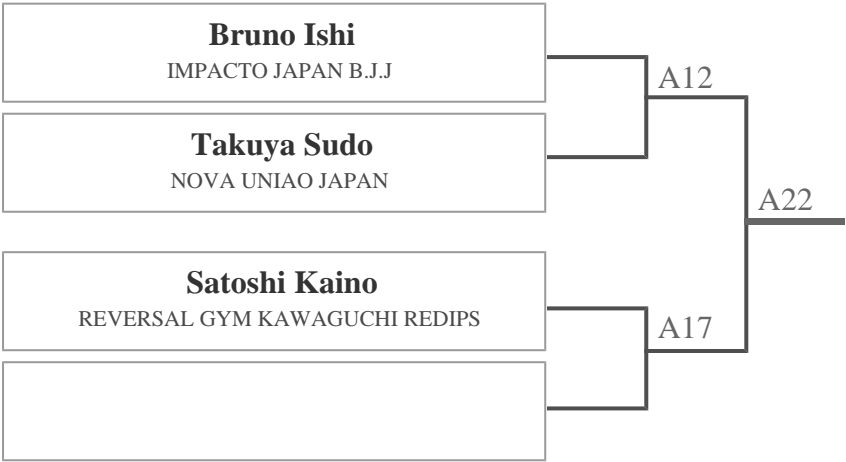 Bruno Ishi
IMPACTO JAPAN B.J.J
A12
Takuya Sudo
NOVA UNIAO JAPAN
A22
Satoshi Kaino
REVERSAL GYM KAWAGUCHI REDIPS
A17